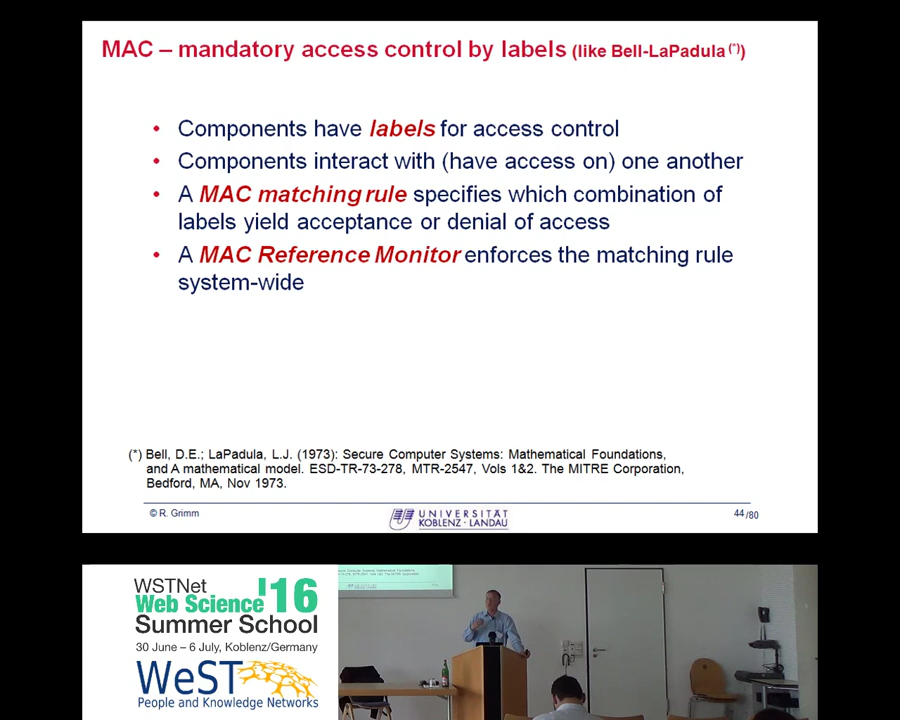 MAC – mandatory access control by labels (like Bell-LaPadula (*))
• Components have labels for access control
• Components interact with (have access on) one another
• A MAC matching rule specifies which combination of
labels yield acceptance or denial of access
• A MAC Reference Monitor enforces the matching rule
system-wide
(*) Bell, D.E.; LaPadula, L.J. (1973): Secure Computer Systems: Mathematical Foundations,
and A mathematical model. ESD-TR-73-278, MTR-2547, Vols 1&2. The MITRE Corporation,
Bedford, MA, Nov 1973.
© R. Grimm
UNIVERSITÄT
KOBLENZ · LANDAU
44/80
WSTNet
Web Science '16
Summer School
30 June – 6 July, Koblenz/Germany
WeST
People and Knowledge Networks